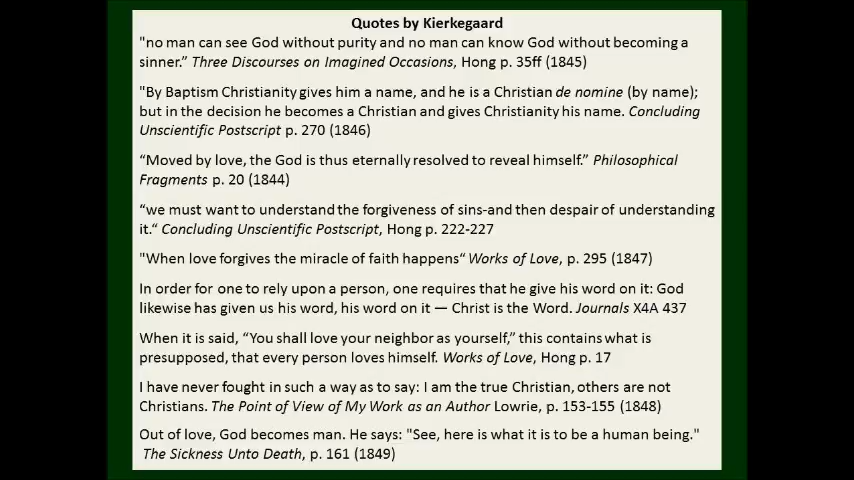 Quotes by Kierkegaard
"no man can see God without purity and no man can know God without becoming a
sinner.” Three Discourses on Imagined Occasions, Hong p. 35ff (1845)
"By Baptism Christianity gives him a name, and he is a Christian de nomine (by name);
but in the decision he becomes a Christian and gives Christianity his name. Concluding
Unscientific Postscript p. 270 (1846)
“Moved by love, the God is thus eternally resolved to reveal himself.” Philosophical
Fragments p. 20 (1844)
“we must want to understand the forgiveness of sins-and then despair of understanding
it.“ Concluding Unscientific Postscript, Hong p. 222-227
"When love forgives the miracle of faith happens“ Works of Love, p. 295 (1847)
In order for one to rely upon a person, one requires that he give his word on it: God
likewise has given us his word, his word on it — Christ is the Word. Journals X4A 437
When it is said, “You shall love your neighbor as yourself,” this contains what is
presupposed, that every person loves himself. Works of Love, Hong p. 17
I have never fought in such a way as to say: I am the true Christian, others are not
Christians. The Point of View of My Work as an Author Lowrie, p. 153-155 (1848)
Out of love, God becomes man. He says: "See, here is what it is to be a human being."
The Sickness Unto Death, p. 161 (1849)